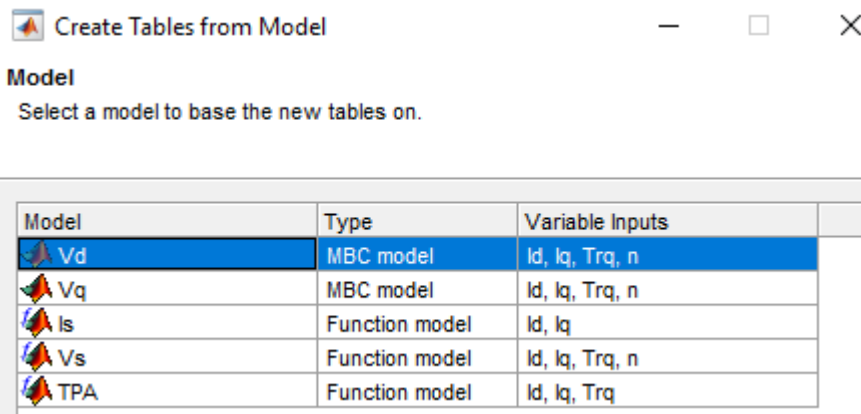 Create Tables from Model
Model
Select a model to base the new tables on.
Model Type Variable Inputs
Vd MBC model Id, Iq, Trq, n
Vq MBC model Id, Iq, Trq, n
Is Function model Id, Iq
Vs Function model Id, Iq, Trq, n
TPA Function model Id, Iq, Trq